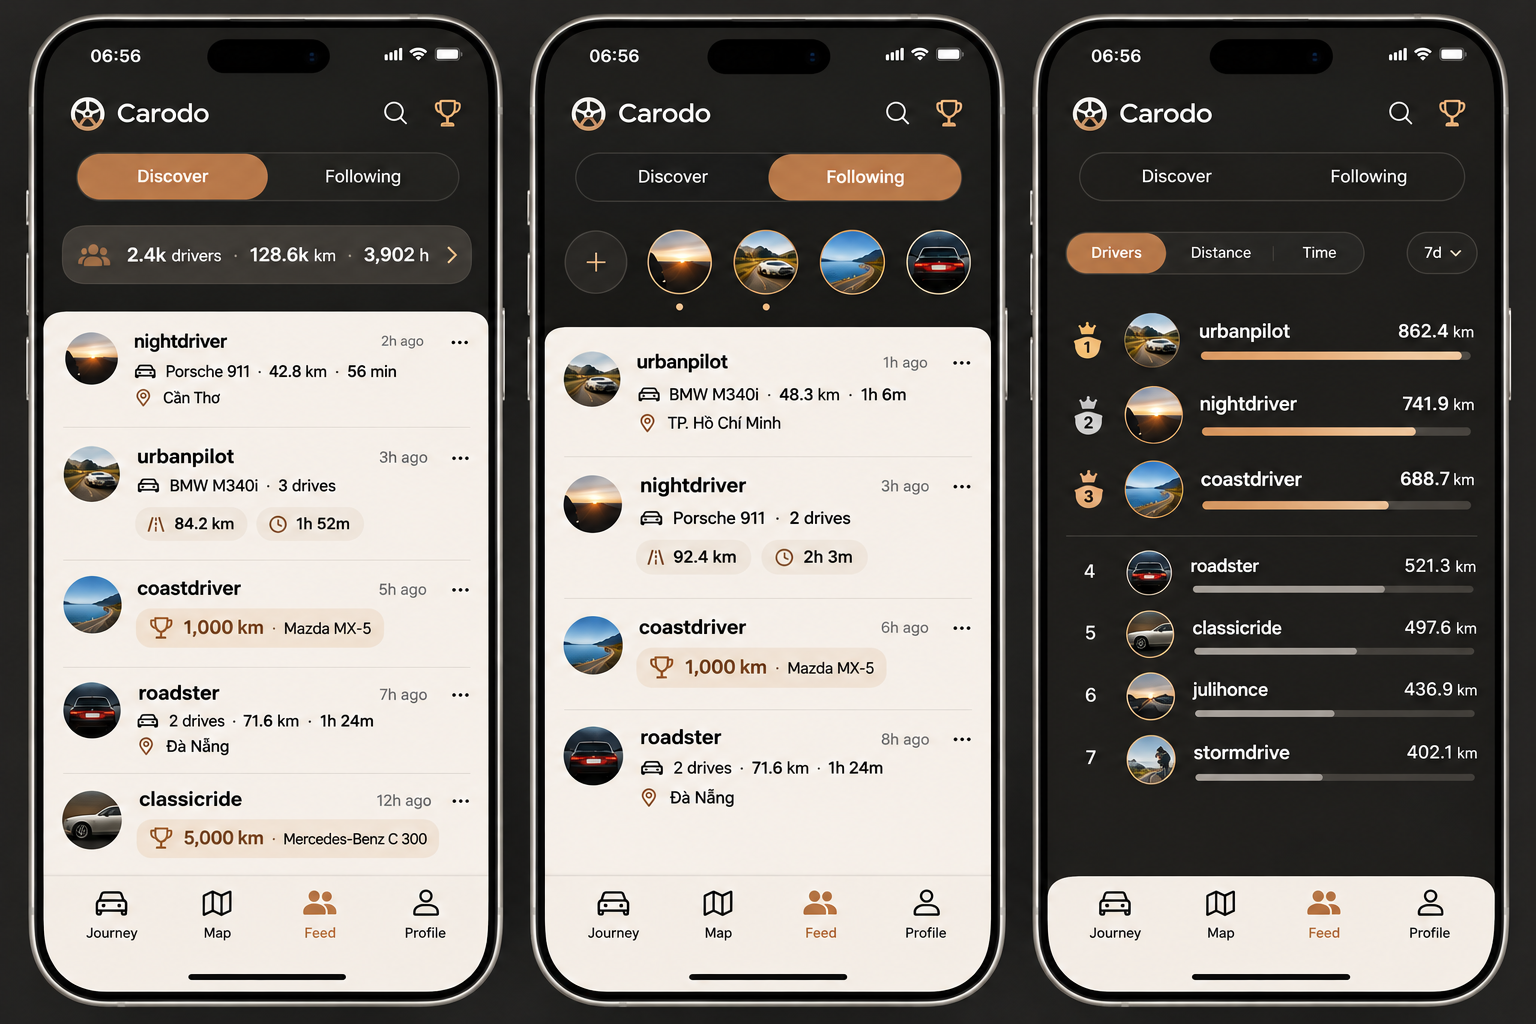 06:56
Carodo
Discover Following
2.4k drivers · 128.6k km · 3,902 h
nightdriver 2h ago
Porsche 911 · 42.8 km · 56 min
Cần Thơ
urbanpilot 3h ago
BMW M340i · 3 drives
84.2 km 1h 52m
coastdriver 5h ago
1,000 km · Mazda MX-5
roadster 7h ago
2 drives · 71.6 km · 1h 24m
Đà Nẵng
classicride 12h ago
5,000 km · Mercedes-Benz C 300
Journey Map Feed Profile
06:56
Carodo
Discover Following
urbanpilot 1h ago
BMW M340i · 48.3 km · 1h 6m
TP. Hồ Chí Minh
nightdriver 3h ago
Porsche 911 · 2 drives
92.4 km 2h 3m
coastdriver 6h ago
1,000 km · Mazda MX-5
roadster 8h ago
2 drives · 71.6 km · 1h 24m
Đà Nẵng
Journey Map Feed Profile
06:56
Carodo
Discover Following
Drivers Distance Time 7d
1 urbanpilot 862.4 km
2 nightdriver 741.9 km
3 coastdriver 688.7 km
4 roadster 521.3 km
5 classicride 497.6 km
6 julihonce 436.9 km
7 stormdrive 402.1 km
Journey Map Feed Profile